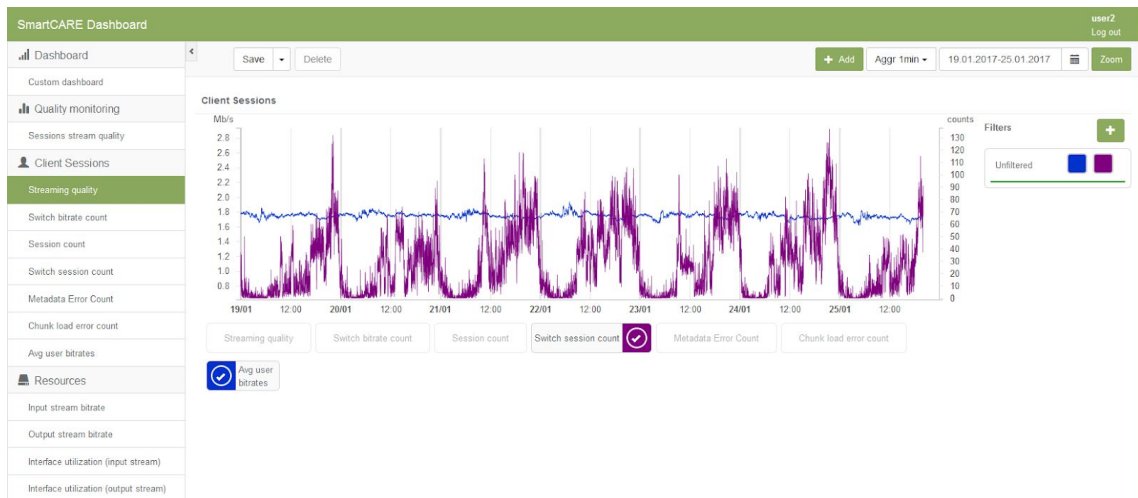 SmartCARE Dashboard
user2
Log out
Dashboard
Save
Delete
Add
Aggr 1min
19.01.2017-25.01.2017
Zoom
Custom dashboard
Quality monitoring
Sessions stream quality
Client Sessions
Streaming quality
Switch bitrate count
Session count
Switch session count
Metadata Error Count
Chunk load error count
Avg user bitrates
Resources
Input stream bitrate
Output stream bitrate
Interface utilization (input stream)
Interface utilization (output stream)
Client Sessions
Mb/s
2.8
2.6
2.4
2.2
2.0
1.8
1.6
1.4
1.2
1.0
0.8
counts
130
120
110
100
90
80
70
60
50
40
30
20
10
0
19/01 12:00 20/01 12:00 21/01 12:00 22/01 12:00 23/01 12:00 24/01 12:00 25/01 12:00
Filters
Unfiltered
Streaming quality
Switch bitrate count
Session count
Switch session count
Metadata Error Count
Chunk load error count
Avg user
bitrates